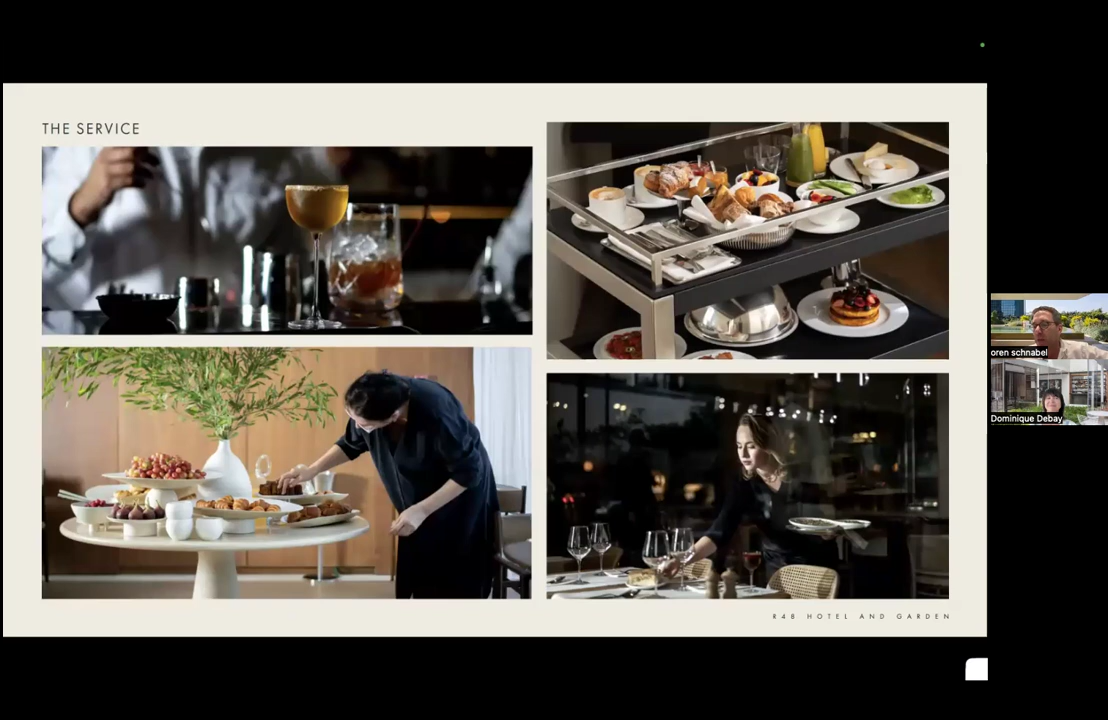 THE SERVICE
oren schnabel
Dominique Debay
R48 HOTEL AND GARDEN